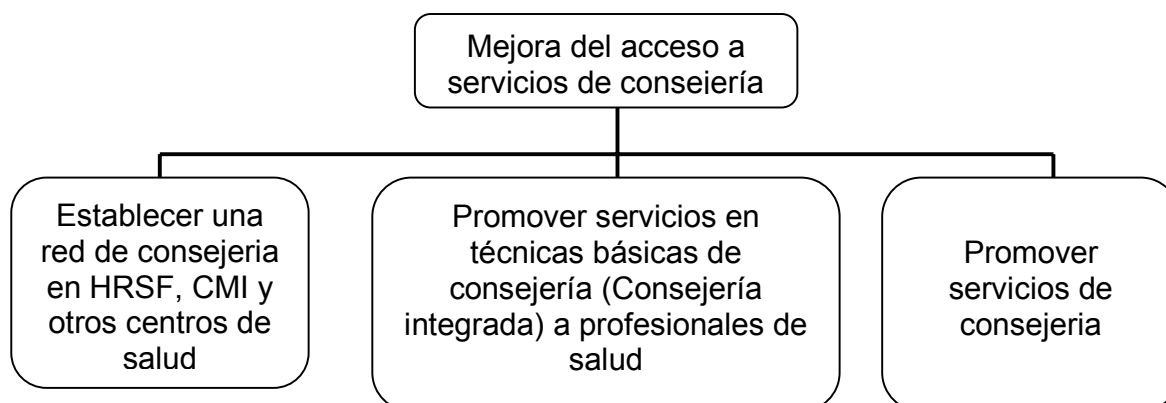 Mejora del acceso a
servicios de consejería
Establecer una
red de consejeria
en HRSF, CMI y
otros centros de
salud
Promover servicios en
técnicas básicas de
consejería (Consejería
integrada) a profesionales de
salud
Promover
servicios de
consejeria